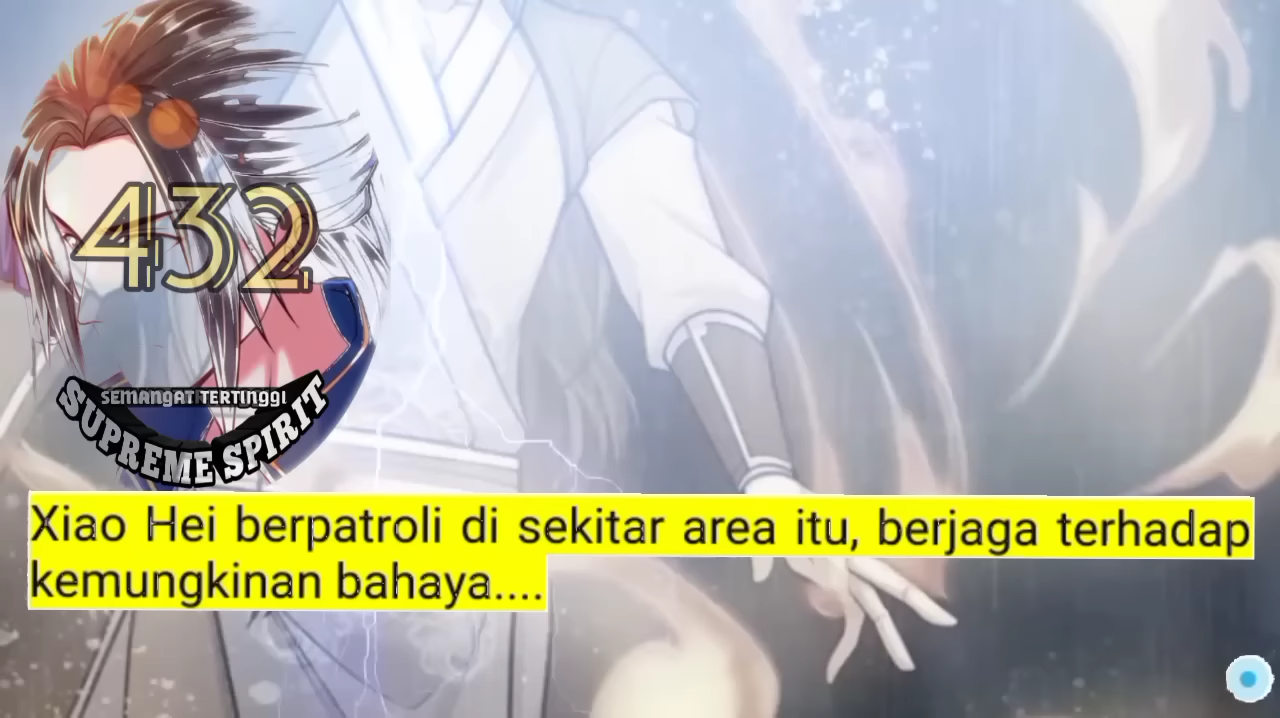 432
SEMANGAT TERTINGGI
SUPREME SPIRIT
Xiao Hei berpatroli di sekitar area itu, berjaga terhadap
kemungkinan bahaya....